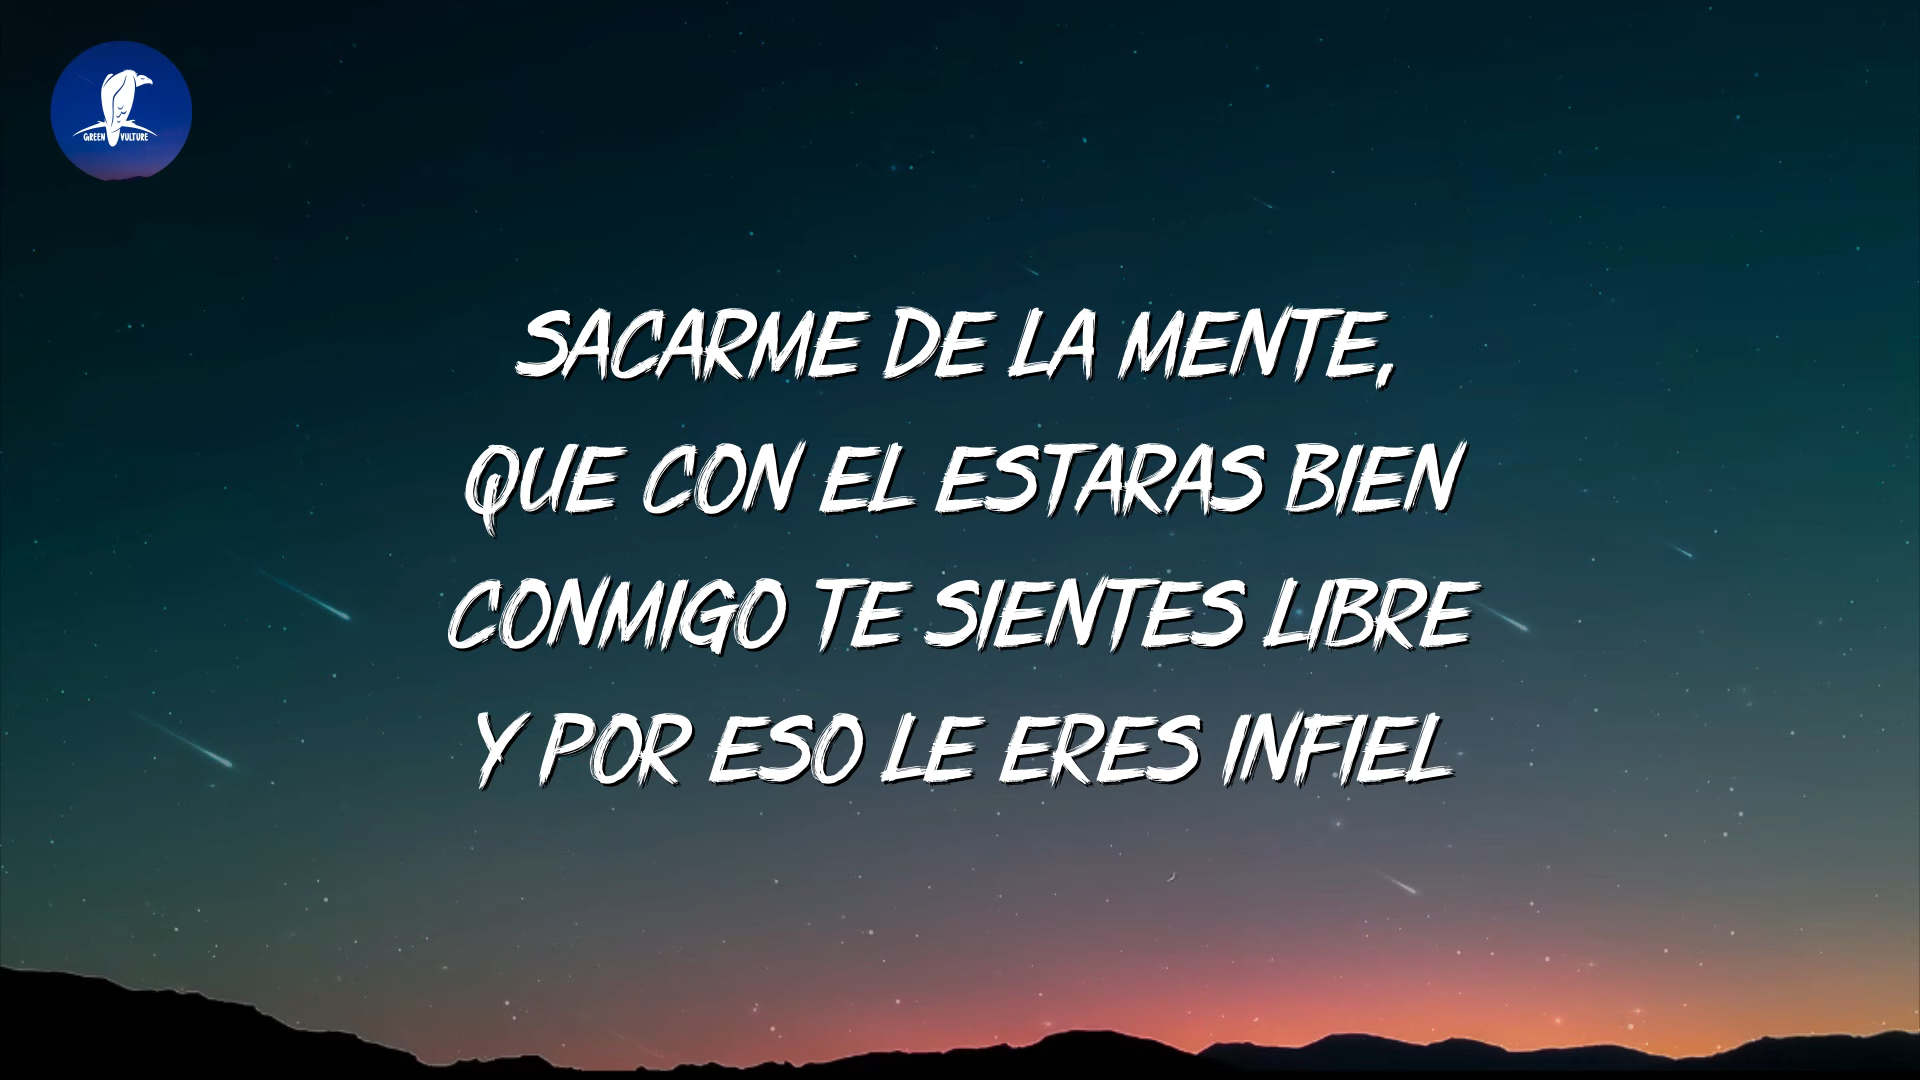 GREEN VULTURE
SACARME DE LA MENTE,
QUE CON EL ESTARAS BIEN
CONMIGO TE SIENTES LIBRE
Y POR ESO LE ERES INFIEL